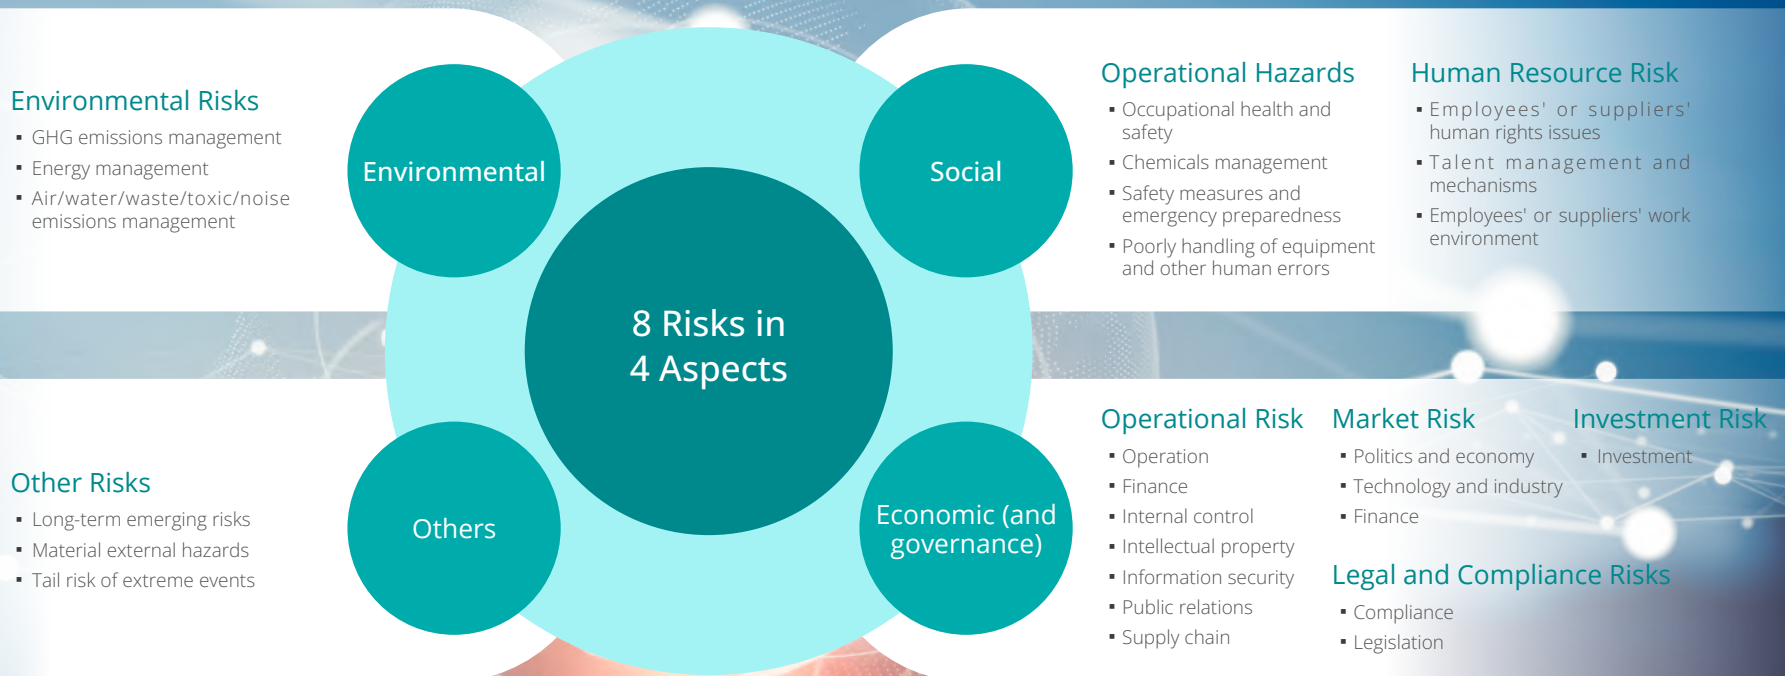 Environmental Risks
▪ GHG emissions management
▪ Energy management
▪ Air/water/waste/toxic/noise
emissions management
Environmental
Social
Operational Hazards
▪ Occupational health and
safety
▪ Chemicals management
▪ Safety measures and
emergency preparedness
▪ Poorly handling of equipment
and other human errors
Human Resource Risk
▪ Employees' or suppliers'
human rights issues
▪ Talent management and
mechanisms
▪ Employees' or suppliers' work
environment
8 Risks in
4 Aspects
Other Risks
▪ Long-term emerging risks
▪ Material external hazards
▪ Tail risk of extreme events
Others
Economic (and
governance)
Operational Risk
▪ Operation
▪ Finance
▪ Internal control
▪ Intellectual property
▪ Information security
▪ Public relations
▪ Supply chain
Market Risk
▪ Politics and economy
▪ Technology and industry
▪ Finance
Investment Risk
▪ Investment
Legal and Compliance Risks
▪ Compliance
▪ Legislation